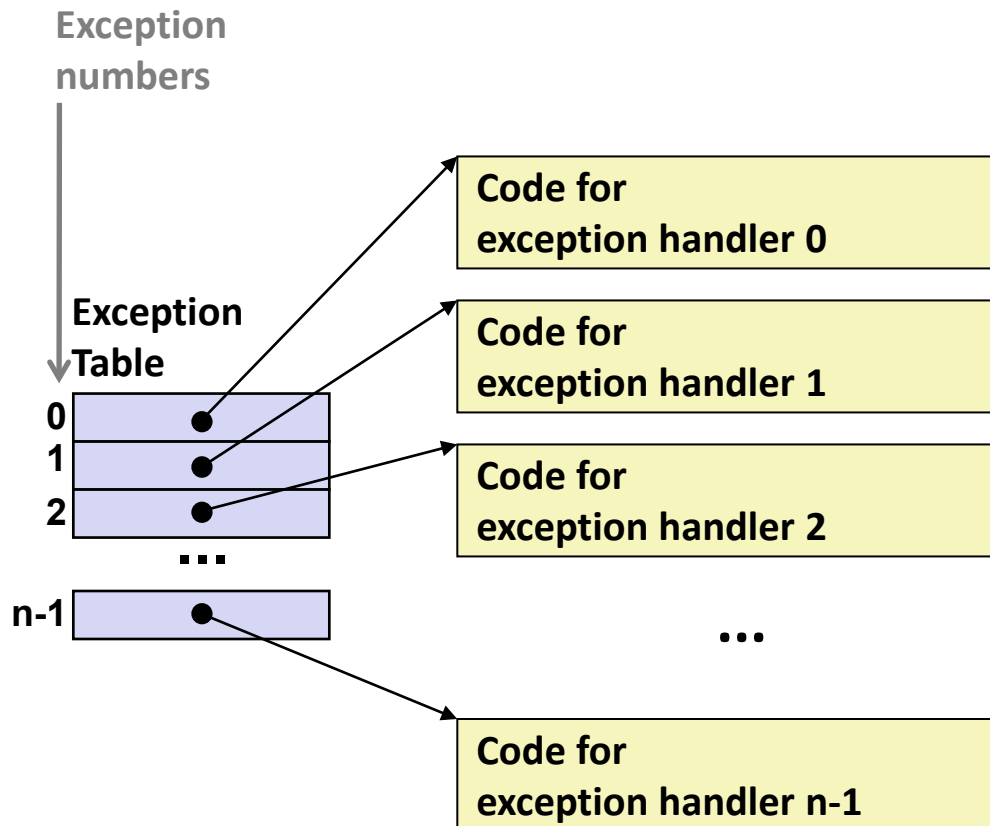 Exception
numbers
Code for
exception handler 0
Exception
Table
Code for
exception handler 1
0
1
2
...
n-1
Code for
exception handler 2
...
Code for
exception handler n-1